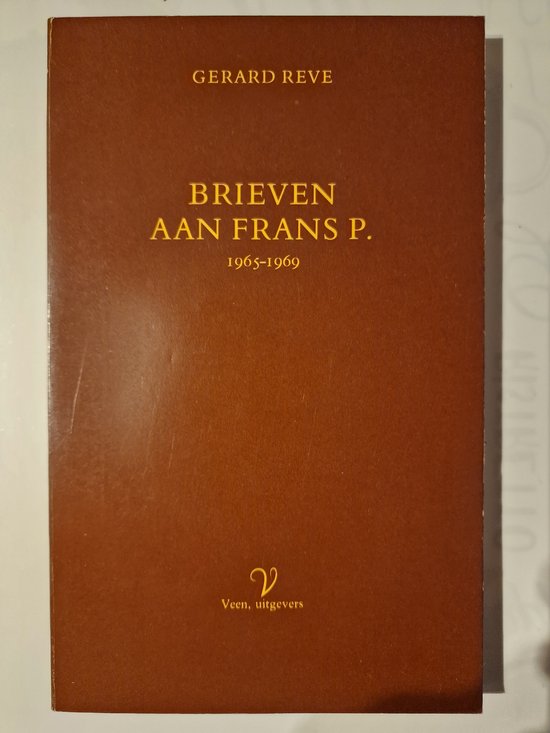 GERARD REVE
BRIEVEN
AAN FRANS P.
1965-1969
V
Veen, uitgevers